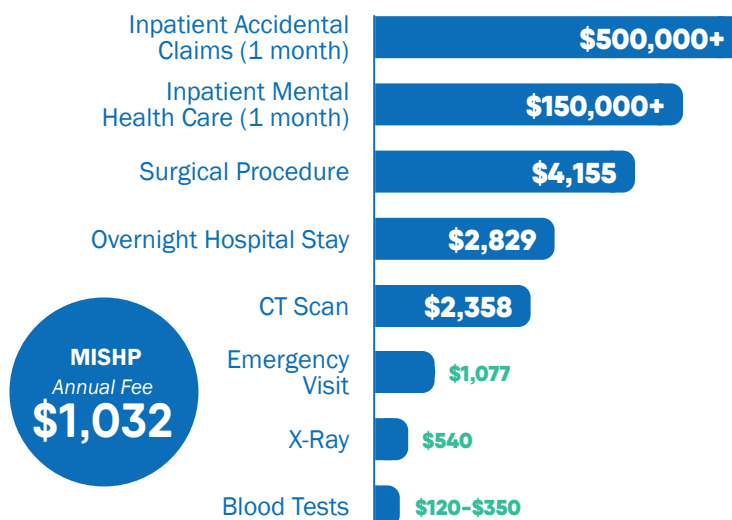 Inpatient Accidental
Claims (1 month)
$500,000+
Inpatient Mental
Health Care (1 month)
$150,000+
Surgical Procedure
$4,155
Overnight Hospital Stay
$2,829
CT Scan
$2,358
MISHP
Annual Fee
$1,032
Emergency
Visit
$1,077
X-Ray
$540
Blood Tests
$120-$350